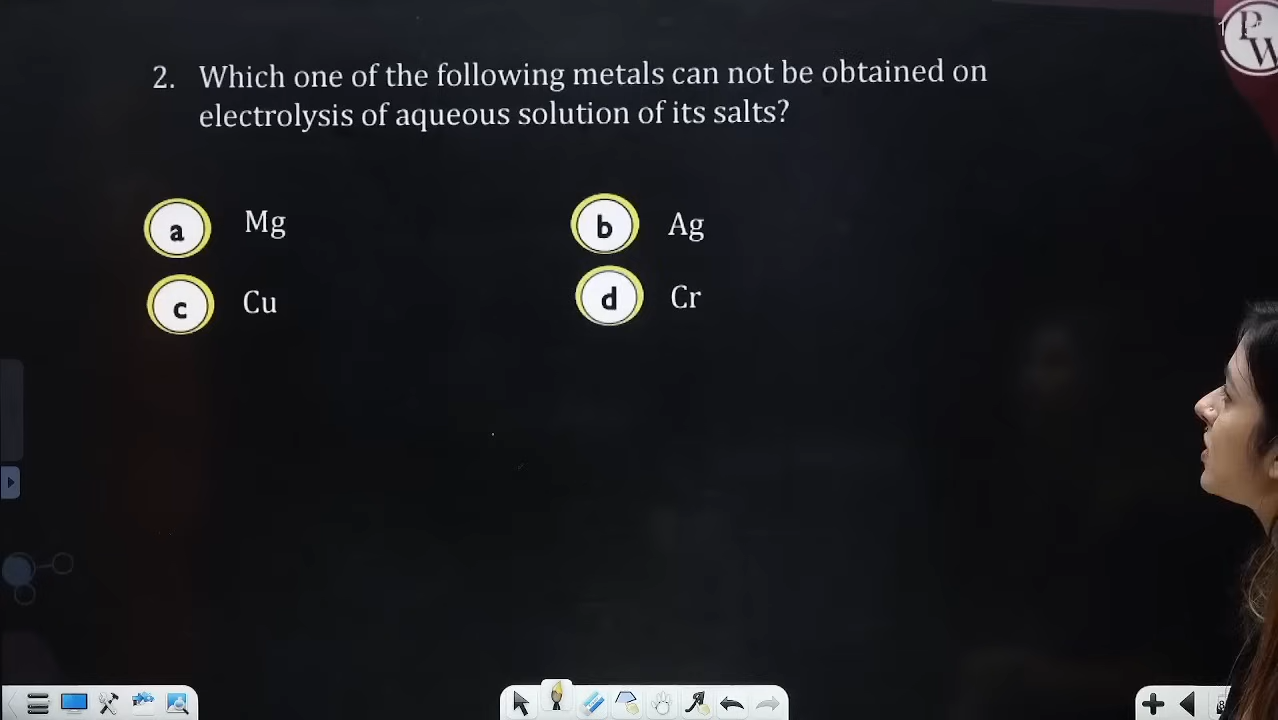 2. Which one of the following metals can not be obtained on
electrolysis of aqueous solution of its salts?
a Mg
b Ag
c Cu
d Cr
PW